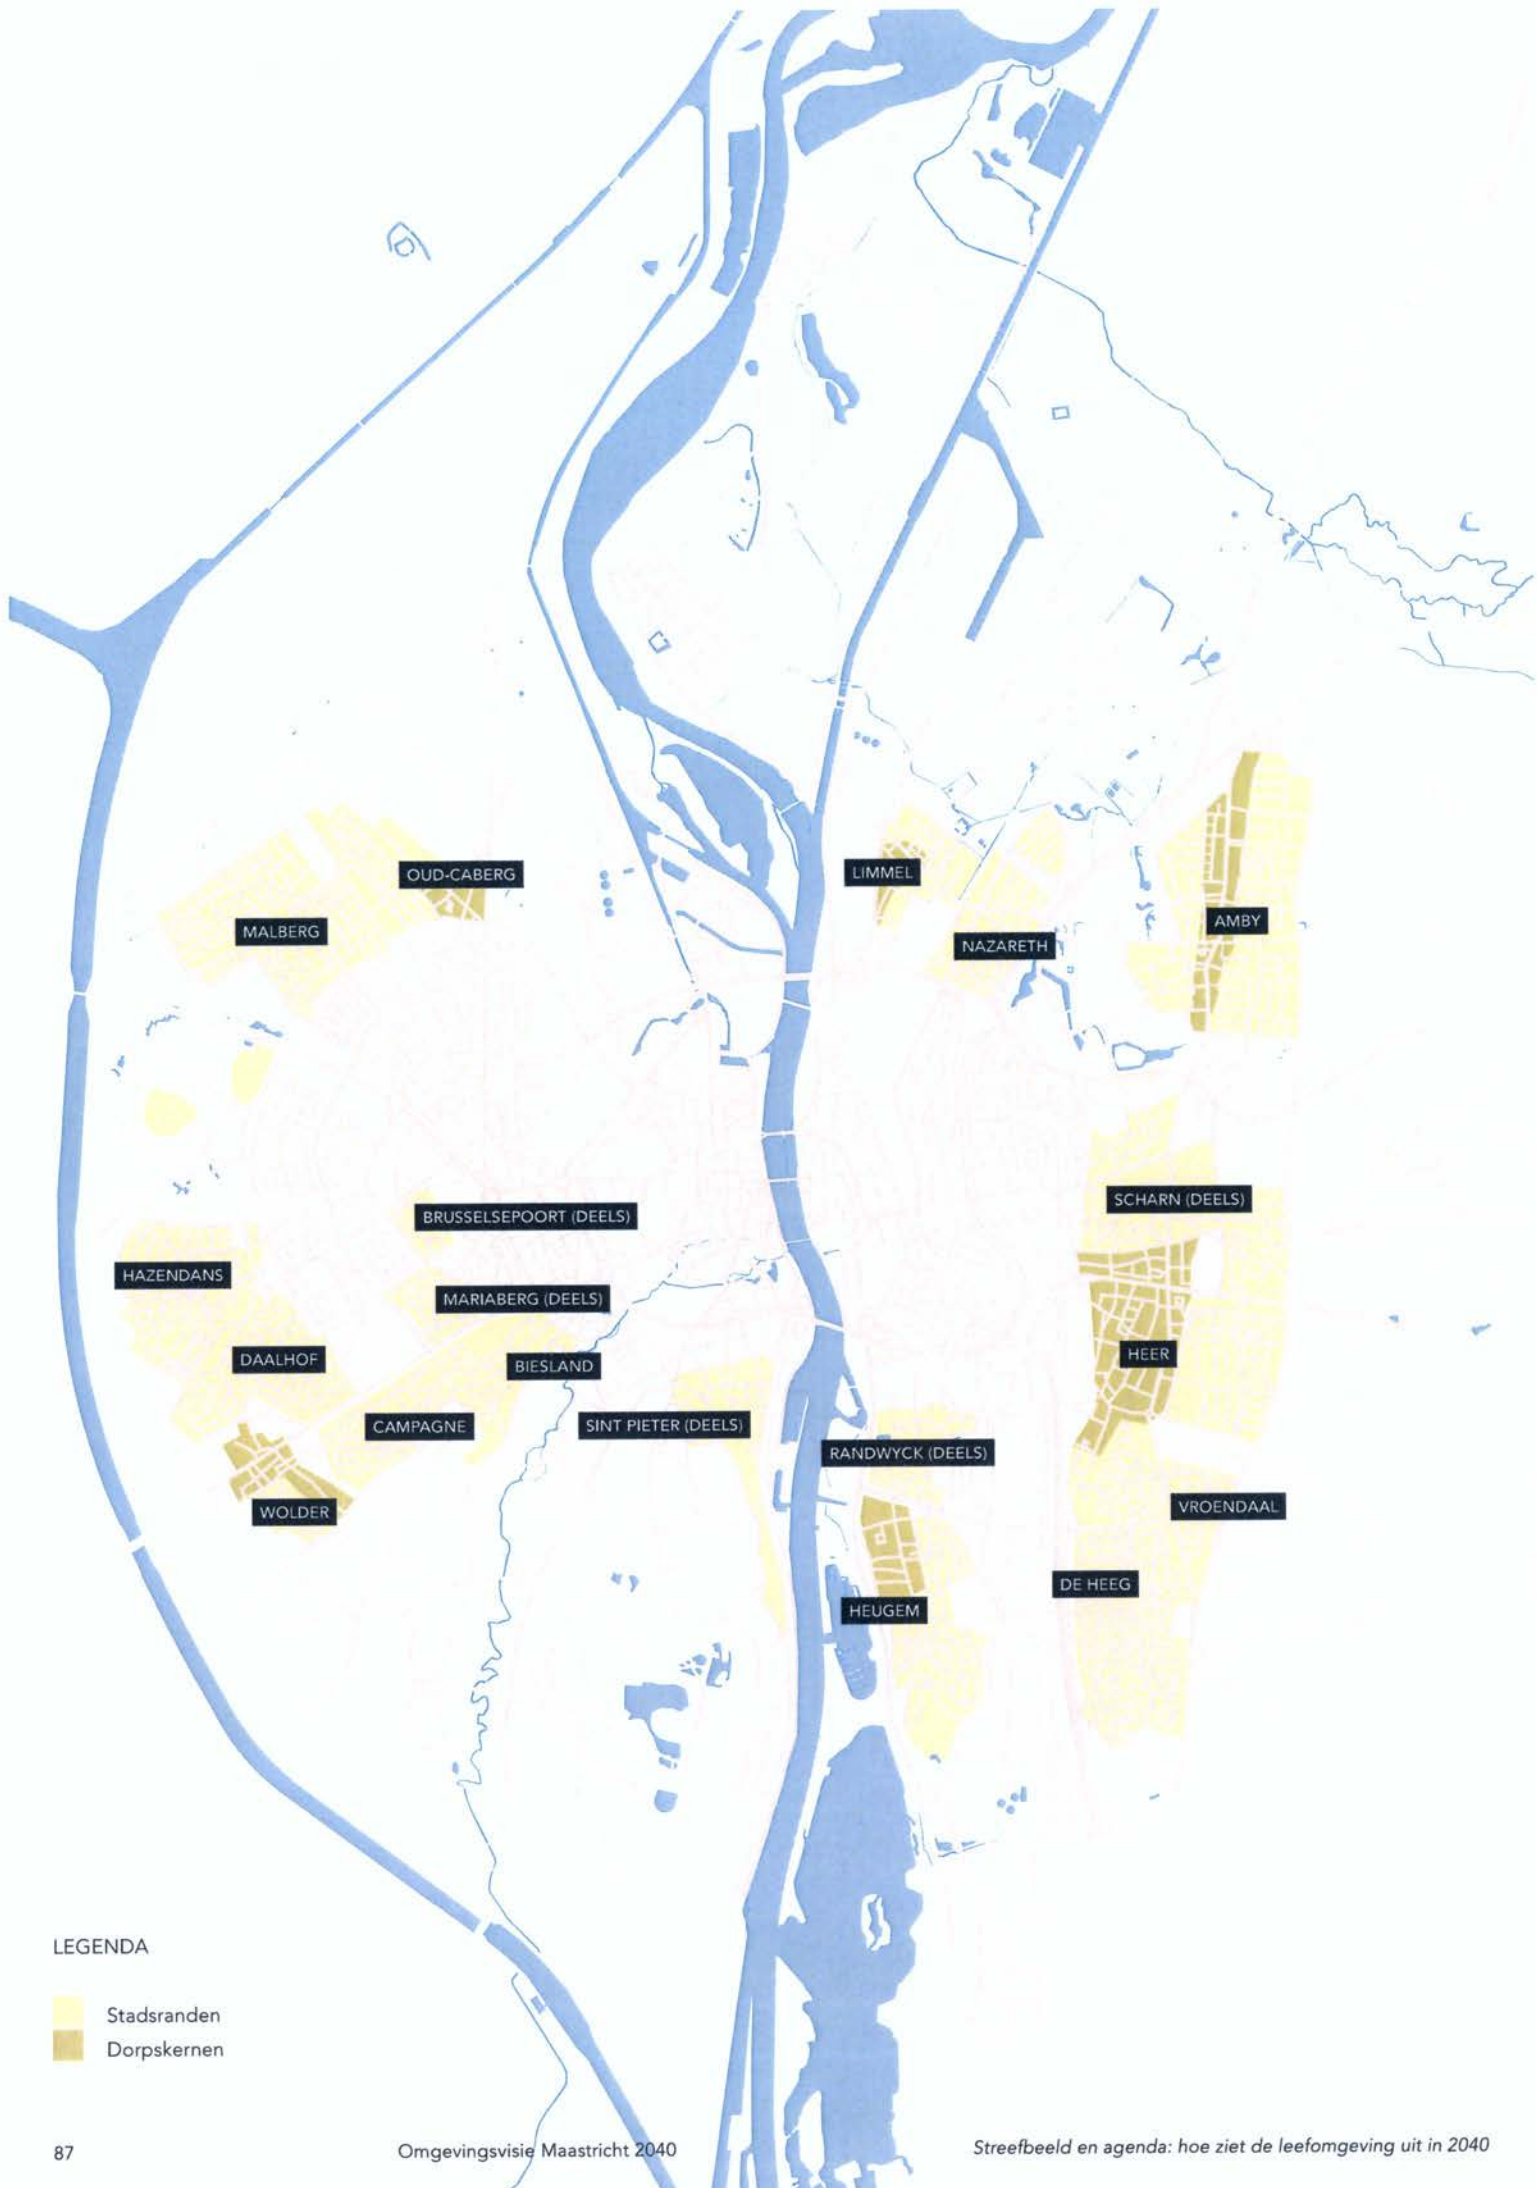 OUD-CABERG
LIMMEL
MALBERG
AMBY
NAZARETH
SCHARN (DEELS)
BRUSSELSEPOORT (DEELS)
HAZENDANS
MARIABERG (DEELS)
HEER
DAALHOF
BIESLAND
CAMPAGNE
SINT PIETER (DEELS)
RANDWYCK (DEELS)
VROENDAAL
WOLDER
DE HEEG
HEUGEM
LEGENDA
Stadsranden
Dorpskernen
87
Omgevingsvisie Maastricht 2040
Streefbeeld en agenda: hoe ziet de leefomgeving uit in 2040